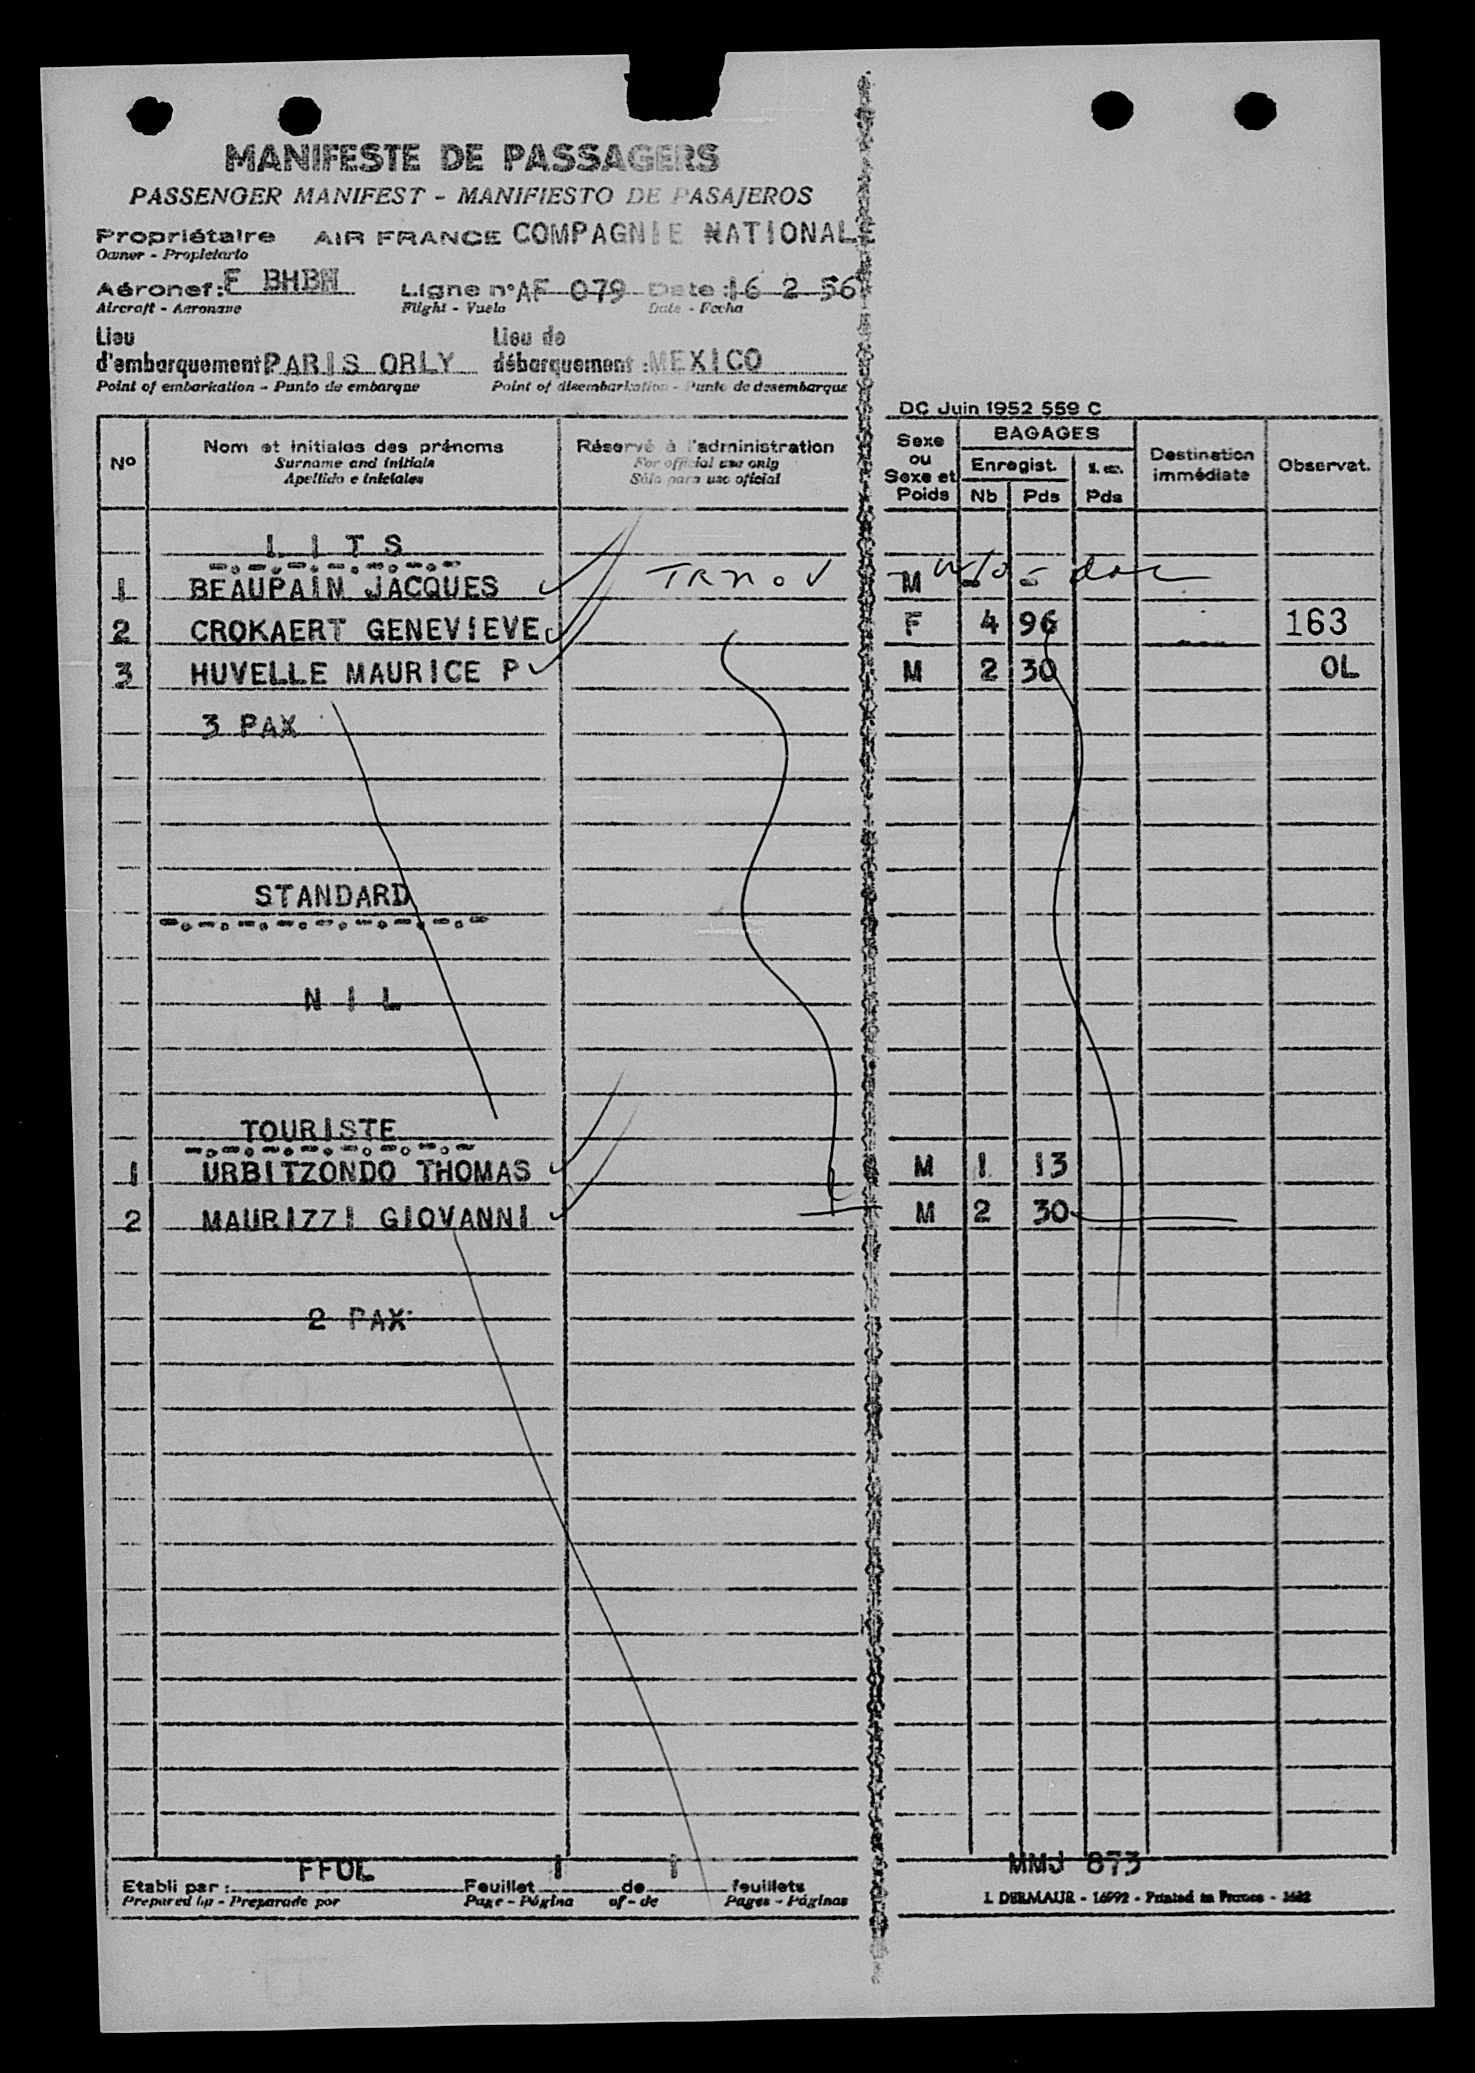 MANIFESTE DE PASSAGERS
PASSENGER MANIFEST - MANIFIESTO DE PASAJEROS
Propriétaire AIR FRANCE COMPAGNIE NATIONALE
Owner - Propietario
Aéronef: F BHBH Ligne n° AF 079 Date : 16 2 56
Aircraft - Aeronave Flight - Vuelo Date - Fecha
Lieu Lieu de
d'embarquement PARIS ORLY débarquement : MEXICO
Point of embarkation - Punto de embarque Point of disembarkation - Punto de desembarque
DC Juin 1952 559 C
N° Nom et initiales des prénoms Réservé à l'administration Sexe ou Sexe et Poids BAGAGES Destination immédiate Observat.
Surname and initials For official use only Enregist.
Apellido e iniciales Sólo para uso oficial Nb Pds Pds
L I T S
1 BEAUPAIN JACQUES M
2 CROKAERT GENEVIEVE F 4 96 163
3 HUVELLE MAURICE P M 2 30 OL
3 PAX
STANDARD
N I L
TOURISTE
1 URBITZONDO THOMAS M 1 13
2 MAURIZZI GIOVANNI M 2 30
2 PAX
FFOL 1 1 MMJ 873
Etabli par : Feuillet de feuillets
Prepared by - Preparado por Page - Página of - de Pages - Páginas
I. DERMAUR - 16992 - Printed in France